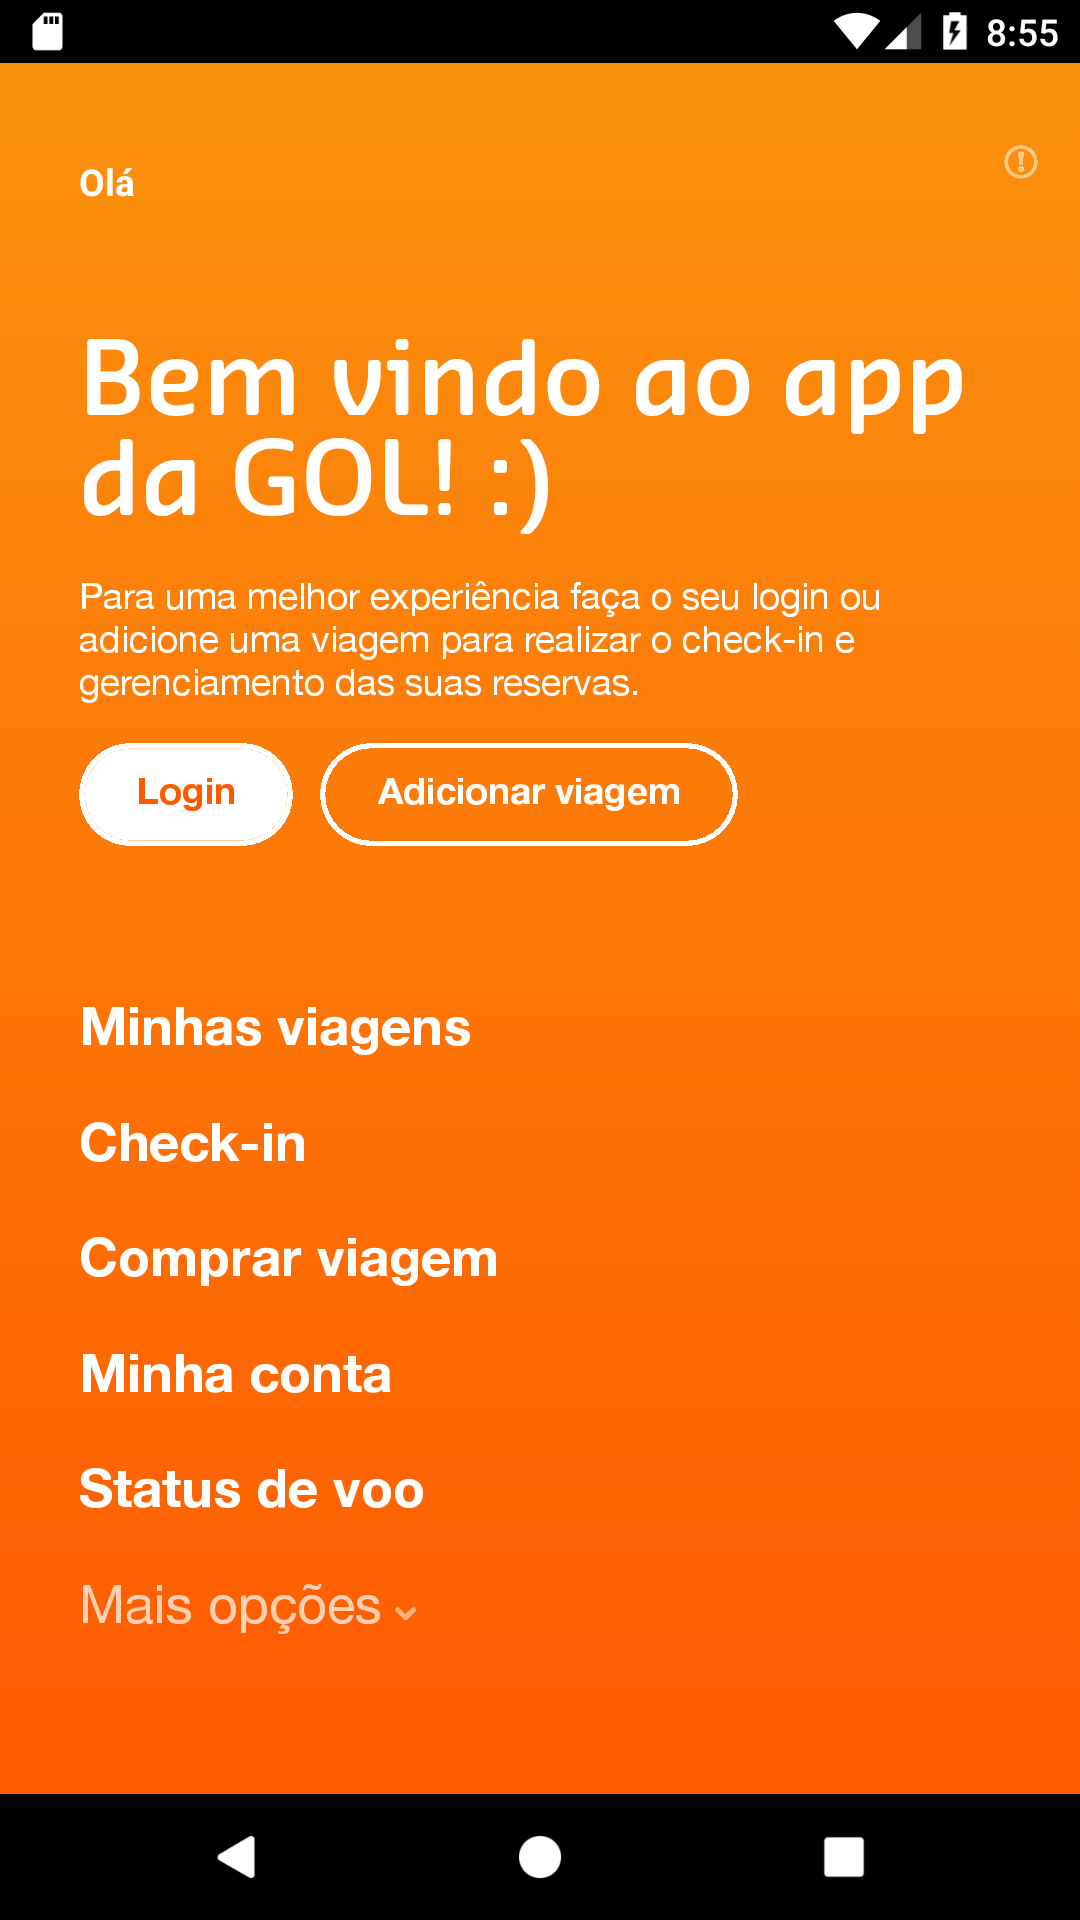 8:55
Olá
Bem vindo ao app
da GOL! :)
Para uma melhor experiência faça o seu login ou
adicione uma viagem para realizar o check-in e
gerenciamento das suas reservas.
Login
Adicionar viagem
Minhas viagens
Check-in
Comprar viagem
Minha conta
Status de voo
Mais opções